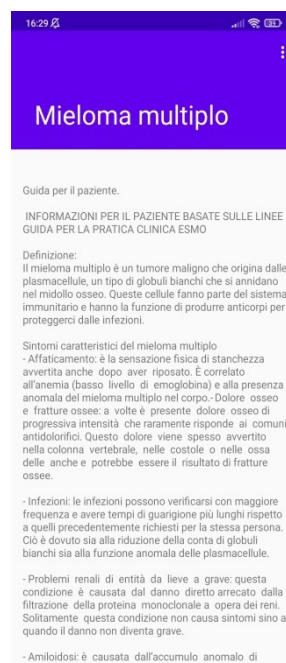 16:29
31
Mieloma multiplo
Guida per il paziente.
INFORMAZIONI PER IL PAZIENTE BASATE SULLE LINEE
GUIDA PER LA PRATICA CLINICA ESMO
Definizione:
Il mieloma multiplo è un tumore maligno che origina dalle
plasmacellule, un tipo di globuli bianchi che si annidano
nel midollo osseo. Queste cellule fanno parte del sistema
immunitario e hanno la funzione di produrre anticorpi per
proteggerci dalle infezioni.
Sintomi caratteristici del mieloma multiplo
- Affaticamento: è la sensazione fisica di stanchezza
avvertita anche dopo aver riposato. È correlato
all'anemia (basso livello di emoglobina) e alla presenza
anomala del mieloma multiplo nel corpo.- Dolore osseo
e fratture ossee: a volte è presente dolore osseo di
progressiva intensità che raramente risponde ai comuni
antidolorifici. Questo dolore viene spesso avvertito
nella colonna vertebrale, nelle costole o nelle ossa
delle anche e potrebbe essere il risultato di fratture
ossee.
- Infezioni: le infezioni possono verificarsi con maggiore
frequenza e avere tempi di guarigione più lunghi rispetto
a quelli precedentemente richiesti per la stessa persona.
Ciò è dovuto sia alla riduzione della conta di globuli
bianchi sia alla funzione anomala delle plasmacellule.
- Problemi renali di entità da lieve a grave: questa
condizione è causata dal danno diretto arrecato dalla
filtrazione della proteina monoclonale a opera dei reni.
Solitamente questa condizione non causa sintomi sino a
quando il danno non diventa grave.
- Amiloidosi: è causata dall'accumulo anomalo di